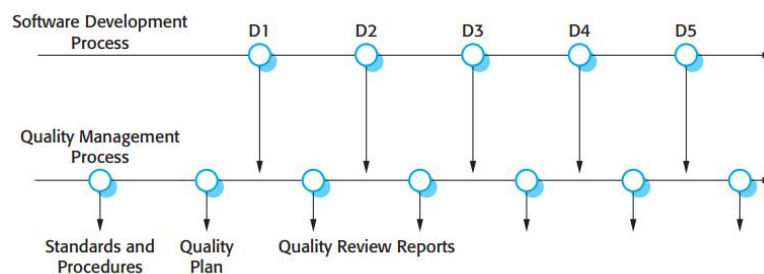 Software Development
Process
D1 D2 D3 D4 D5
Quality Management
Process
Standards and
Procedures
Quality
Plan
Quality Review Reports